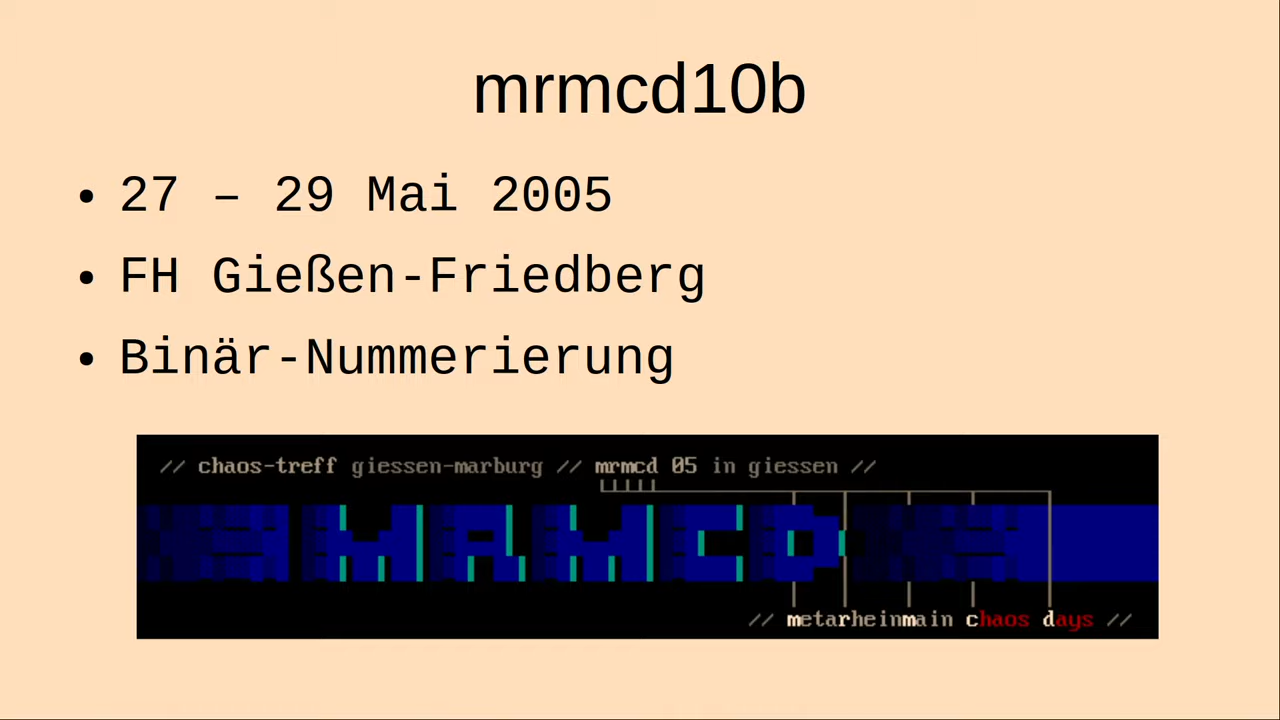 mrmcd10b
• 27 – 29 Mai 2005
• FH Gießen-Friedberg
• Binär-Nummerierung
// chaos-treff giessen-marburg // mrmcd 05 in giessen //
MRMCD
// metarheinmain chaos days //